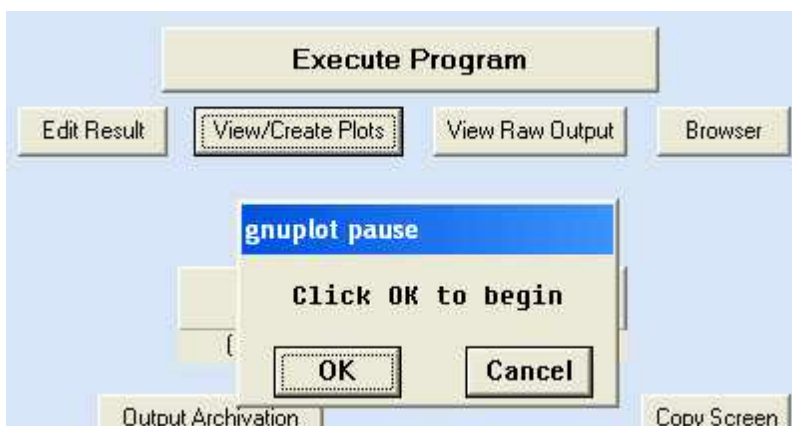 Execute Program
Edit Result View/Create Plots View Raw Output Browser
gnuplot pause
Click OK to begin
(
OK Cancel
Output Archivation Copy Screen